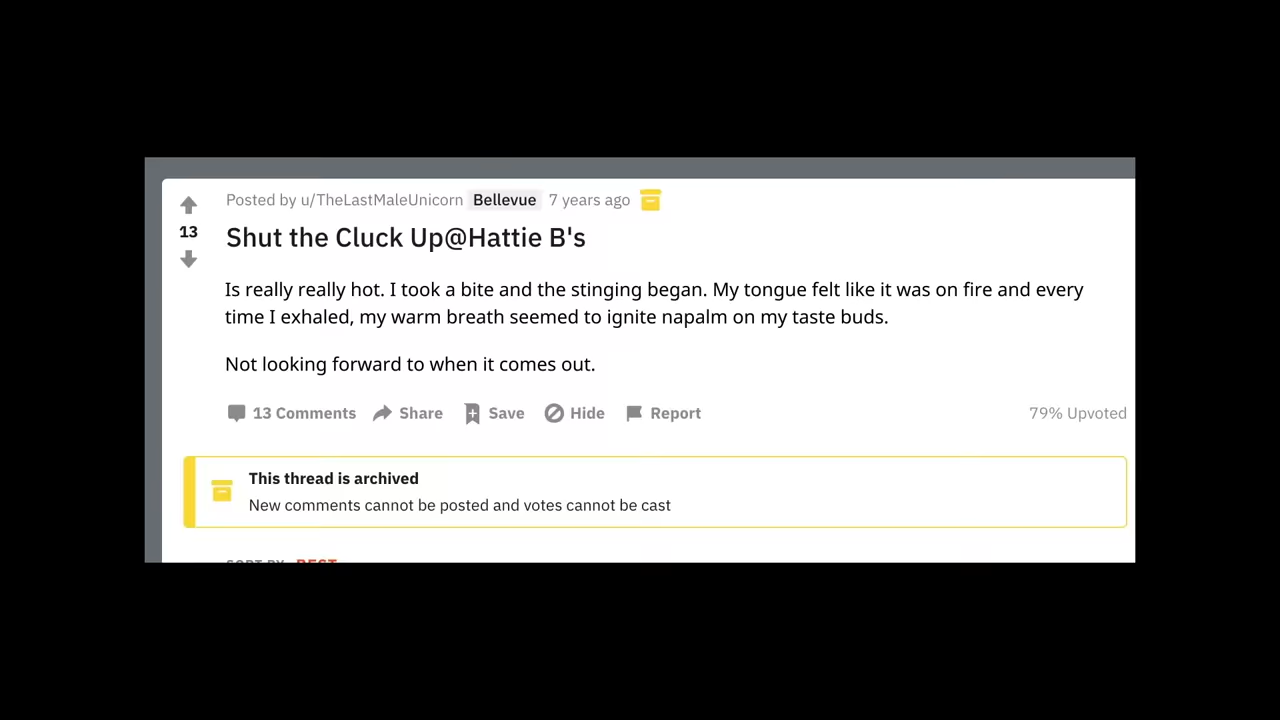 Posted by u/TheLastMaleUnicorn Bellevue 7 years ago
13
Shut the Cluck Up@Hattie B's
Is really really hot. I took a bite and the stinging began. My tongue felt like it was on fire and every
time I exhaled, my warm breath seemed to ignite napalm on my taste buds.
Not looking forward to when it comes out.
13 Comments Share Save Hide Report 79% Upvoted
This thread is archived
New comments cannot be posted and votes cannot be cast
SORT BY BEST